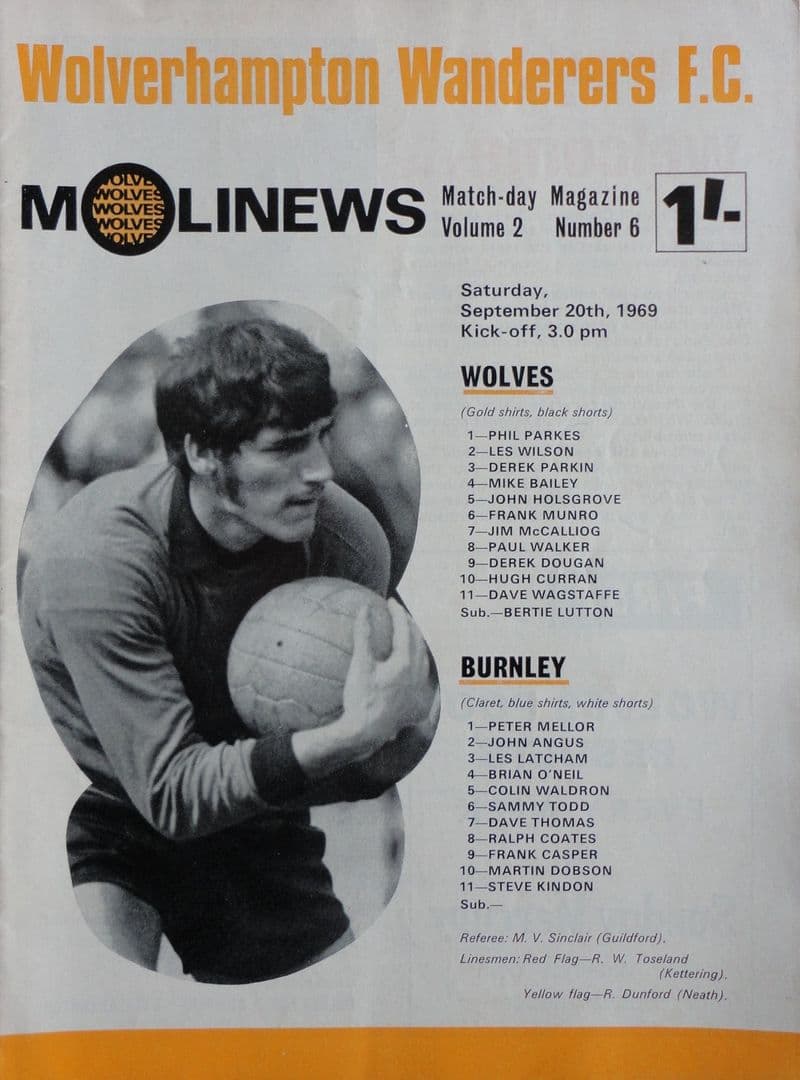 Wolverhampton Wanderers F.C.
MOLINEWS
WOLVES
WOLVES
WOLVES
WOLVES
WOLVES
Match-day Magazine
Volume 2 Number 6
1/-
Saturday,
September 20th, 1969
Kick-off, 3.0 pm
WOLVES
(Gold shirts, black shorts)
1—PHIL PARKES
2—LES WILSON
3—DEREK PARKIN
4—MIKE BAILEY
5—JOHN HOLSGROVE
6—FRANK MUNRO
7—JIM McCALLIOG
8—PAUL WALKER
9—DEREK DOUGAN
10—HUGH CURRAN
11—DAVE WAGSTAFFE
Sub.—BERTIE LUTTON
BURNLEY
(Claret, blue shirts, white shorts)
1—PETER MELLOR
2—JOHN ANGUS
3—LES LATCHAM
4—BRIAN O'NEIL
5—COLIN WALDRON
6—SAMMY TODD
7—DAVE THOMAS
8—RALPH COATES
9—FRANK CASPER
10—MARTIN DOBSON
11—STEVE KINDON
Sub.—
Referee: M. V. Sinclair (Guildford).
Linesmen: Red Flag—R. W. Toseland
(Kettering).
Yellow flag—R. Dunford (Neath).